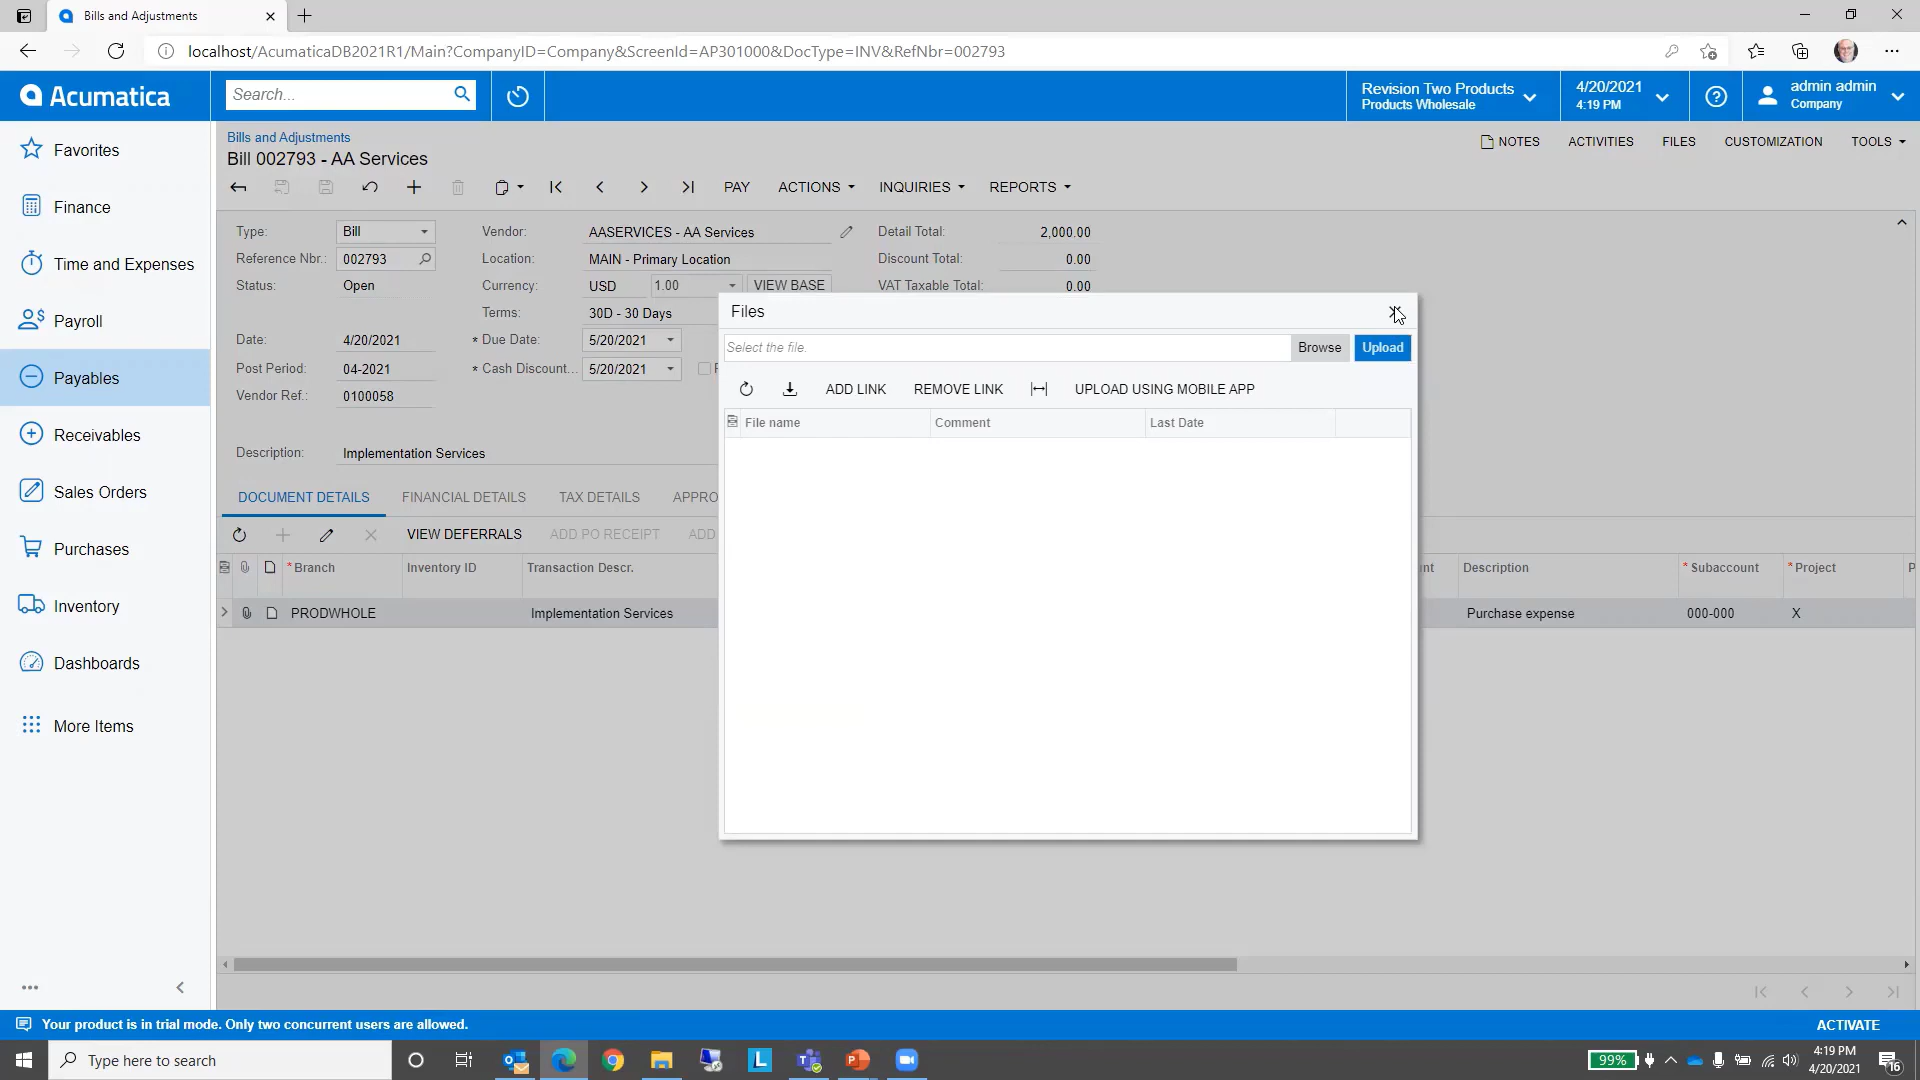 Bills and Adjustments
localhost/AcumaticaDB2021R1/Main?CompanyID=Company&ScreenId=AP301000&DocType=INV&RefNbr=002793
Acumatica
Search...
Revision Two Products
Products Wholesale
4/20/2021
4:19 PM
admin admin
Company
Favorites
Finance
Time and Expenses
Payroll
Payables
Receivables
Sales Orders
Purchases
Inventory
Dashboards
More Items
Bills and Adjustments
Bill 002793 - AA Services
NOTES ACTIVITIES FILES CUSTOMIZATION TOOLS
PAY ACTIONS INQUIRIES REPORTS
Type: Bill Vendor: AASERVICES - AA Services Detail Total: 2,000.00
Reference Nbr.: 002793 Location: MAIN - Primary Location Discount Total: 0.00
Status: Open Currency: USD 1.00 VIEW BASE VAT Taxable Total: 0.00
Terms: 30D - 30 Days
Date: 4/20/2021 * Due Date: 5/20/2021
Post Period: 04-2021 * Cash Discount... 5/20/2021
Vendor Ref.: 0100058
Description: Implementation Services
DOCUMENT DETAILS FINANCIAL DETAILS TAX DETAILS APPRO
VIEW DEFERRALS ADD PO RECEIPT ADD
* Branch Inventory ID Transaction Descr. nt Description * Subaccount * Project P
PRODWHOLE Implementation Services Purchase expense 000-000 X
Files
Select the file. Browse Upload
ADD LINK REMOVE LINK UPLOAD USING MOBILE APP
File name Comment Last Date
Your product is in trial mode. Only two concurrent users are allowed. ACTIVATE
Type here to search
99%
4:19 PM
4/20/2021
16